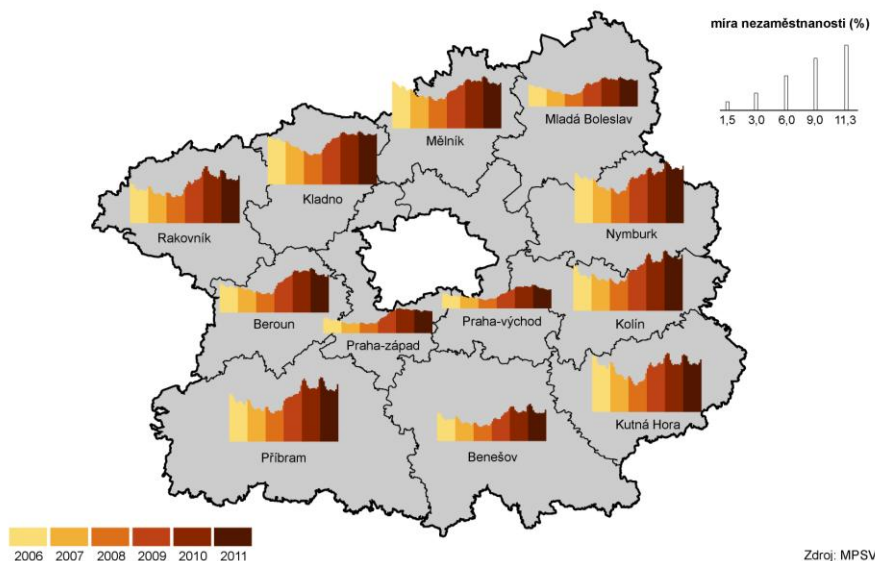 míra nezaměstnanosti (%)
1,5 3,0 6,0 9,0 11,3
Mělník
Mladá Boleslav
Kladno
Rakovník
Nymburk
Beroun
Praha-východ
Kolín
Praha-západ
Kutná Hora
Příbram
Benešov
2006 2007 2008 2009 2010 2011
Zdroj: MPSV